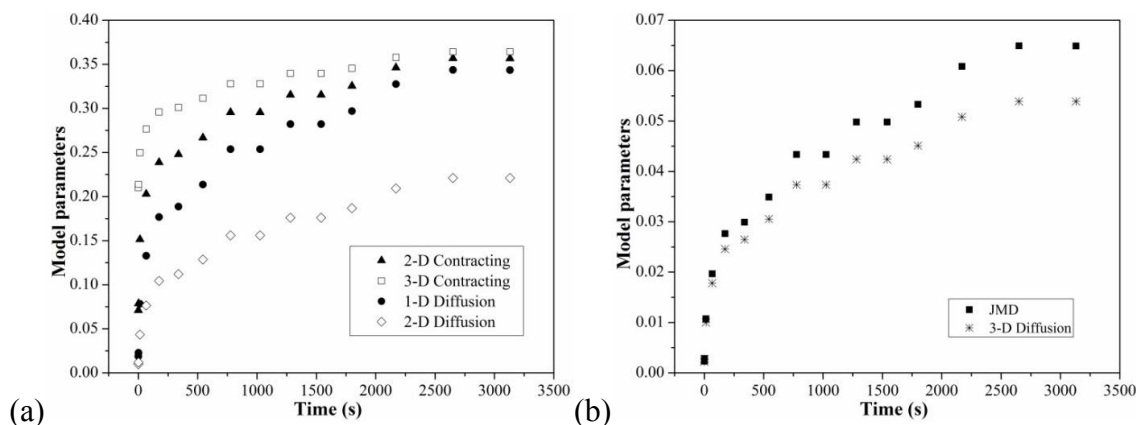 0.40
0.35
0.30
0.25
0.20
0.15
0.10
0.05
0.00
Model parameters
2-D Contracting
3-D Contracting
1-D Diffusion
2-D Diffusion
0 500 1000 1500 2000 2500 3000 3500
Time (s)
(a)
0.07
0.06
0.05
0.04
0.03
0.02
0.01
0.00
Model parameters
JMD
3-D Diffusion
0 500 1000 1500 2000 2500 3000 3500
Time (s)
(b)